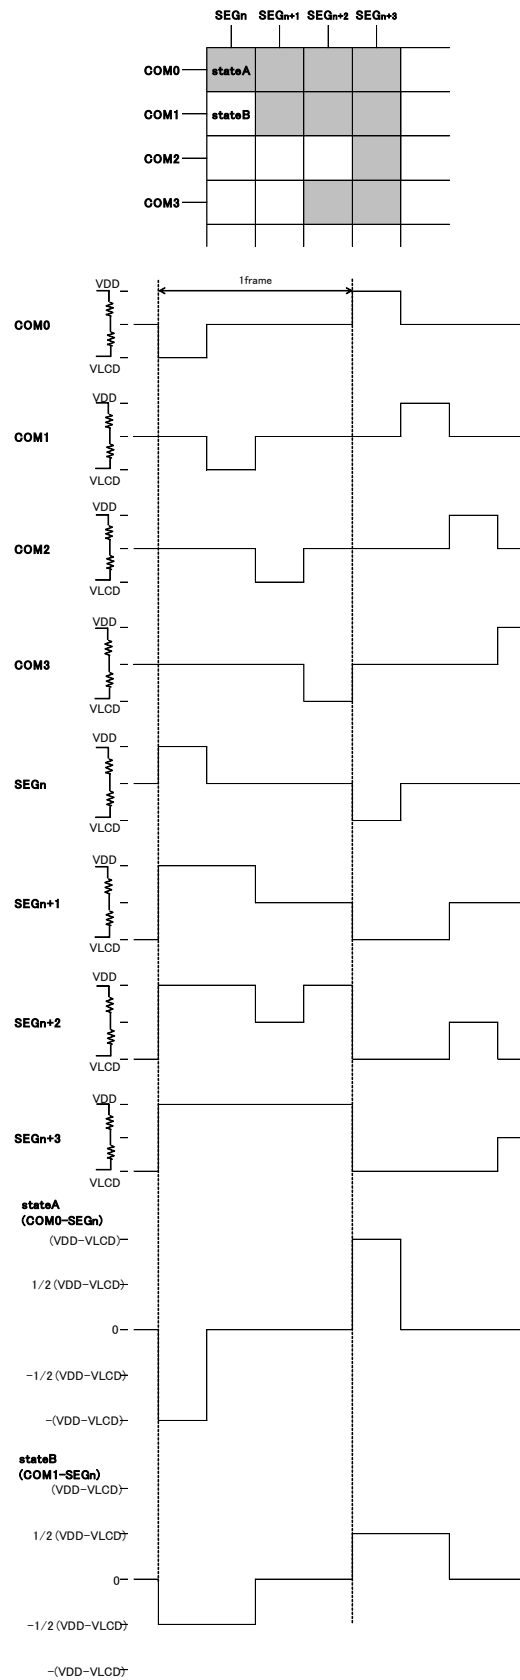 SEGn SEGn+1 SEGn+2 SEGn+3
COM0 stateA
COM1 stateB
COM2
COM3
1frame
VDD
COM0
VLCD
VDD
COM1
VLCD
VDD
COM2
VLCD
VDD
COM3
VLCD
VDD
SEGn
VLCD
VDD
SEGn+1
VLCD
VDD
SEGn+2
VLCD
VDD
SEGn+3
VLCD
stateA
(COM0-SEGn)
(VDD-VLCD)
1/2(VDD-VLCD)
0
-1/2(VDD-VLCD)
-(VDD-VLCD)
stateB
(COM1-SEGn)
(VDD-VLCD)
1/2(VDD-VLCD)
0
-1/2(VDD-VLCD)
-(VDD-VLCD)